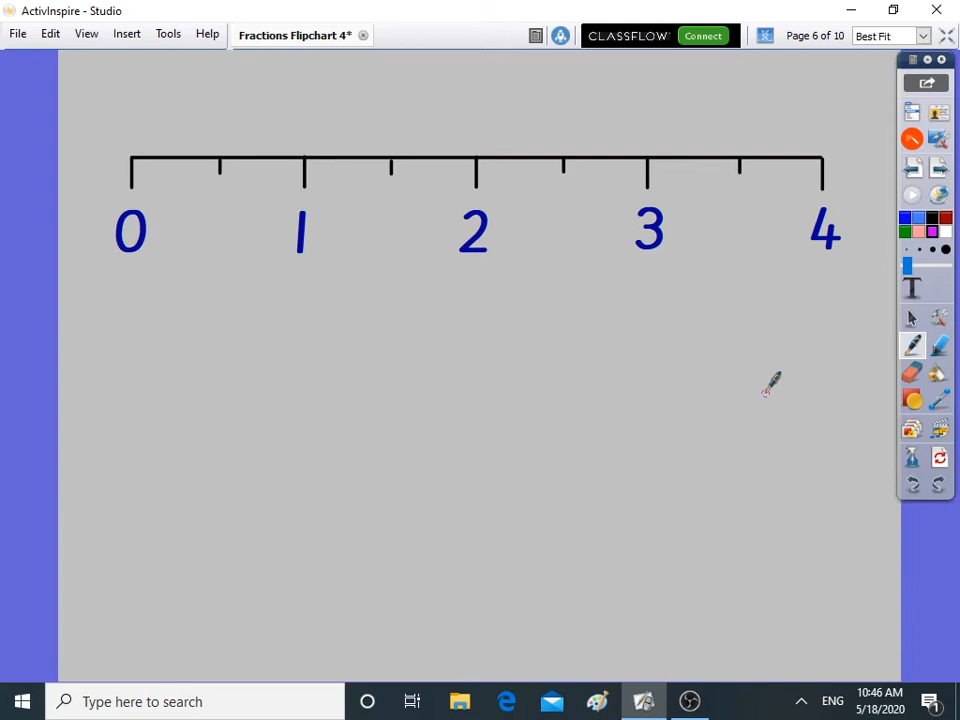 ActivInspire - Studio
File Edit View Insert Tools Help Fractions Flipchart 4* CLASSFLOW Connect Page 6 of 10 Best Fit
0 1 2 3 4
T
Type here to search
ENG
10:46 AM
5/18/2020
1